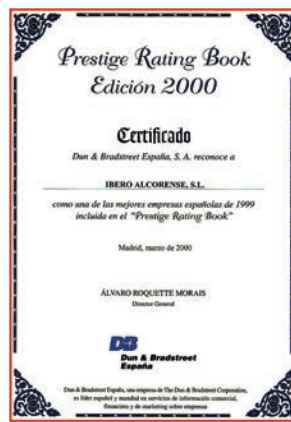 Prestige Rating Book
Edición 2000
Certificado
Dun & Bradstreet España, S. A. reconoce a
IBERO ALCORENSE, S.L.
como una de las mejores empresas españolas de 1999
incluida en el "Prestige Rating Book"
Madrid, marzo de 2000
ÁLVARO ROQUETTE MORAIS
Director General
D&B
Dun & Bradstreet
España
Dun & Bradstreet España, una empresa de The Dun & Bradstreet Corporation,
es líder español y mundial en servicios de información comercial,
financiera y de marketing sobre empresas